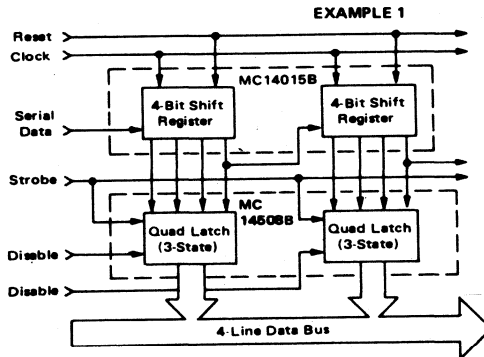 EXAMPLE 1
Reset
Clock
MC14015B
4-Bit Shift
Register
4-Bit Shift
Register
Serial
Data
Strobe
MC
14508B
Quad Latch
(3-State)
Quad Latch
(3-State)
Disable
Disable
4-Line Data Bus